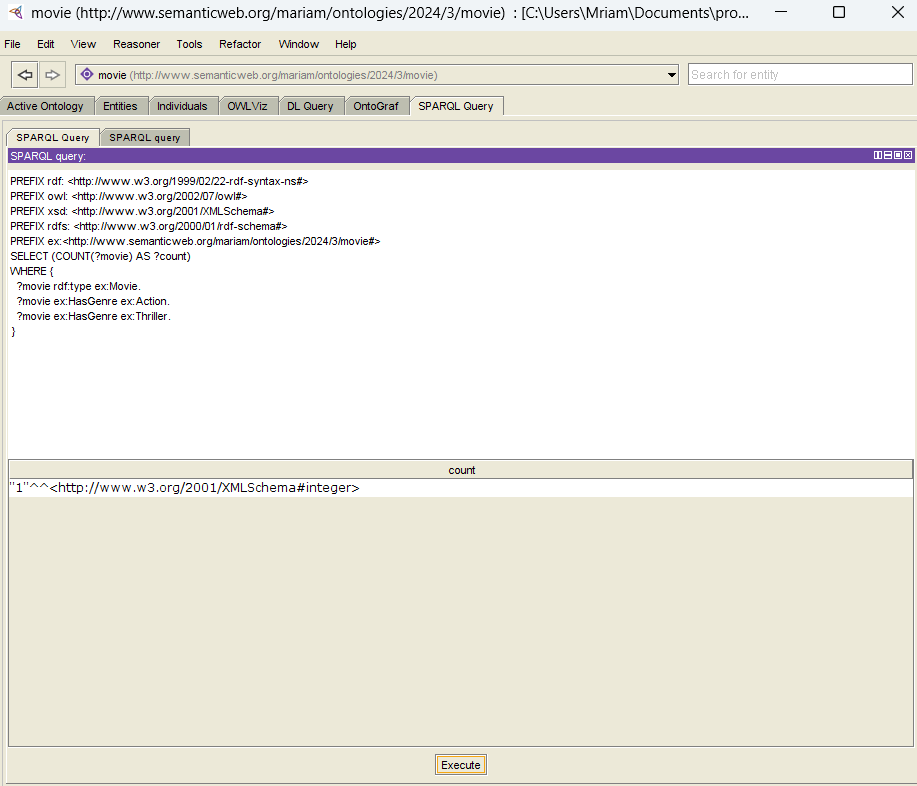 movie (http://www.semanticweb.org/mariam/ontologies/2024/3/movie) : [C:\Users\Mriam\Documents\pro...
File Edit View Reasoner Tools Refactor Window Help
movie (http://www.semanticweb.org/mariam/ontologies/2024/3/movie)
Search for entity
Active Ontology Entities Individuals OWLViz DL Query OntoGraf SPARQL Query
SPARQL Query SPARQL query
SPARQL query:
PREFIX rdf: <http://www.w3.org/1999/02/22-rdf-syntax-ns#>
PREFIX owl: <http://www.w3.org/2002/07/owl#>
PREFIX xsd: <http://www.w3.org/2001/XMLSchema#>
PREFIX rdfs: <http://www.w3.org/2000/01/rdf-schema#>
PREFIX ex:<http://www.semanticweb.org/mariam/ontologies/2024/3/movie#>
SELECT (COUNT(?movie) AS ?count)
WHERE {
?movie rdf:type ex:Movie.
?movie ex:HasGenre ex:Action.
?movie ex:HasGenre ex:Thriller.
}
count
"1"^^<http://www.w3.org/2001/XMLSchema#integer>
Execute